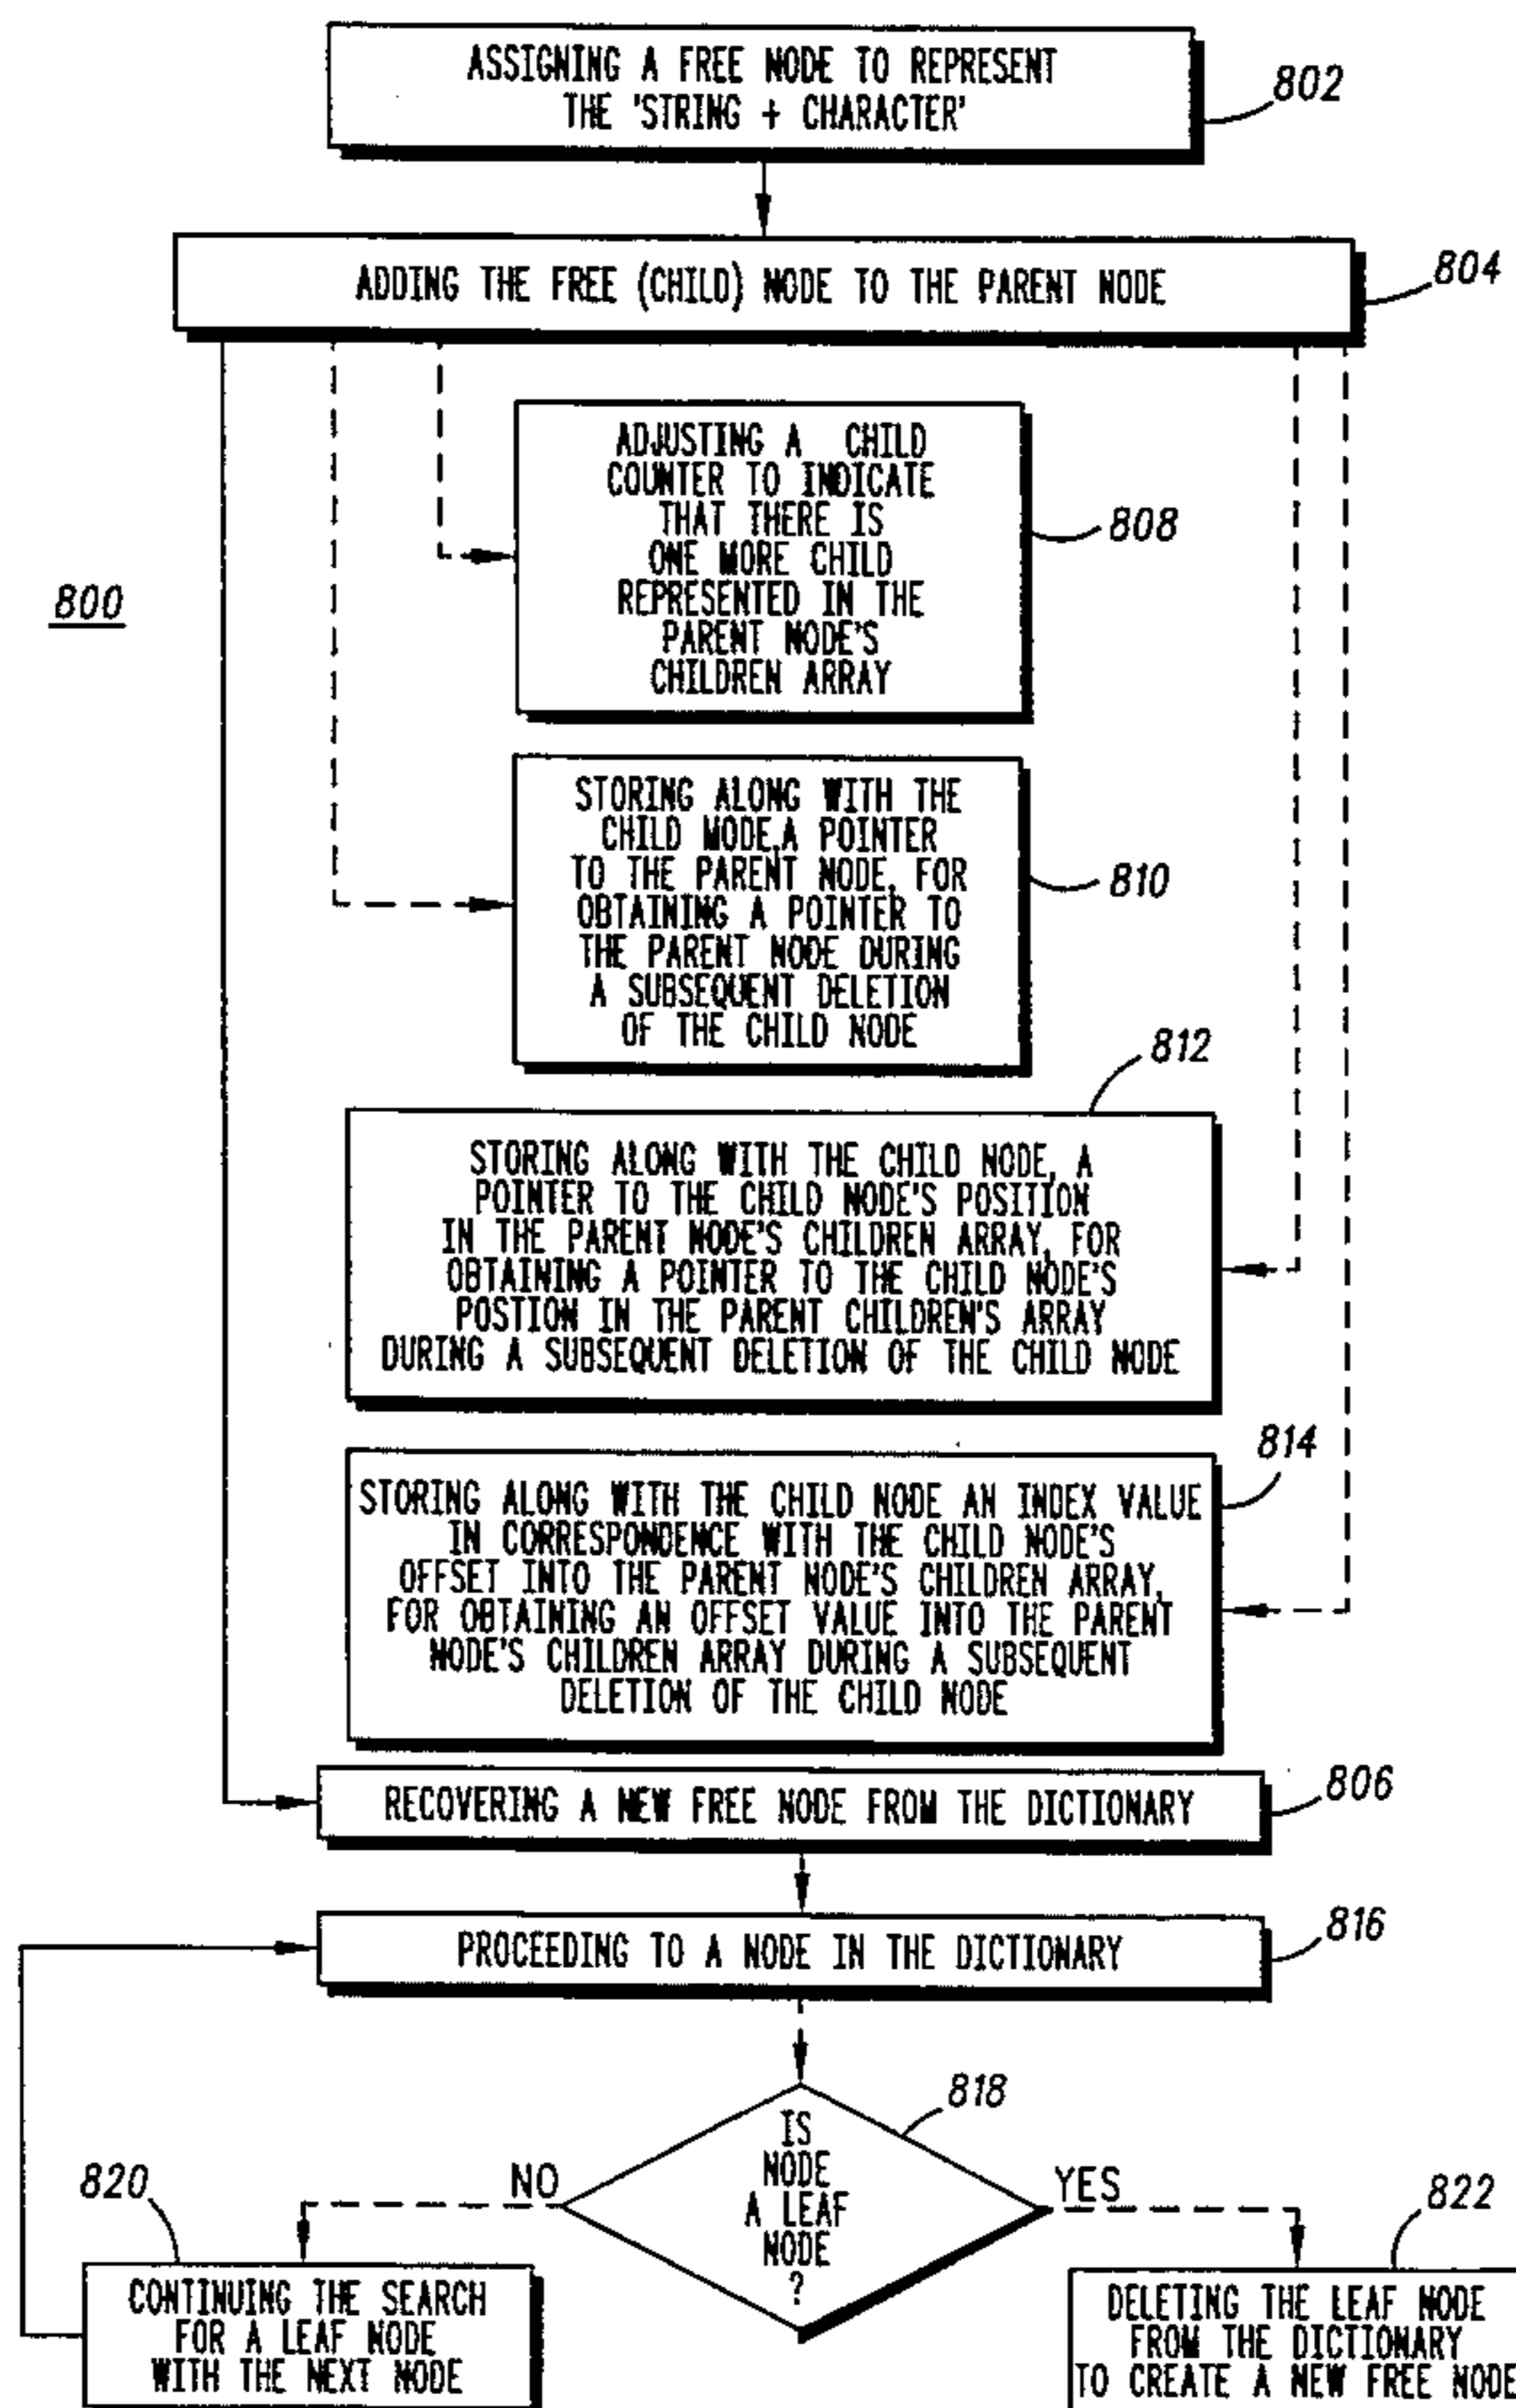 ASSIGNING A FREE NODE TO REPRESENT
THE 'STRING + CHARACTER'
802
ADDING THE FREE (CHILD) NODE TO THE PARENT NODE
804
800
ADJUSTING A CHILD
COUNTER TO INDICATE
THAT THERE IS
ONE MORE CHILD
REPRESENTED IN THE
PARENT NODE'S
CHILDREN ARRAY
808
STORING ALONG WITH THE
CHILD NODE,A POINTER
TO THE PARENT NODE, FOR
OBTAINING A POINTER TO
THE PARENT NODE DURING
A SUBSEQUENT DELETION
OF THE CHILD NODE
810
812
STORING ALONG WITH THE CHILD NODE, A
POINTER TO THE CHILD NODE'S POSITION
IN THE PARENT NODE'S CHILDREN ARRAY, FOR
OBTAINING A POINTER TO THE CHILD NODE'S
POSTION IN THE PARENT CHILDREN'S ARRAY
DURING A SUBSEQUENT DELETION OF THE CHILD NODE
814
STORING ALONG WITH THE CHILD NODE AN INDEX VALUE
IN CORRESPONDENCE WITH THE CHILD NODE'S
OFFSET INTO THE PARENT NODE'S CHILDREN ARRAY,
FOR OBTAINING AN OFFSET VALUE INTO THE PARENT
NODE'S CHILDREN ARRAY DURING A SUBSEQUENT
DELETION OF THE CHILD NODE
RECOVERING A NEW FREE NODE FROM THE DICTIONARY
806
PROCEEDING TO A NODE IN THE DICTIONARY
816
IS
NODE
A LEAF
NODE
?
818
NO
YES
820
CONTINUING THE SEARCH
FOR A LEAF NODE
WITH THE NEXT NODE
822
DELETING THE LEAF NODE
FROM THE DICTIONARY
TO CREATE A NEW FREE NODE